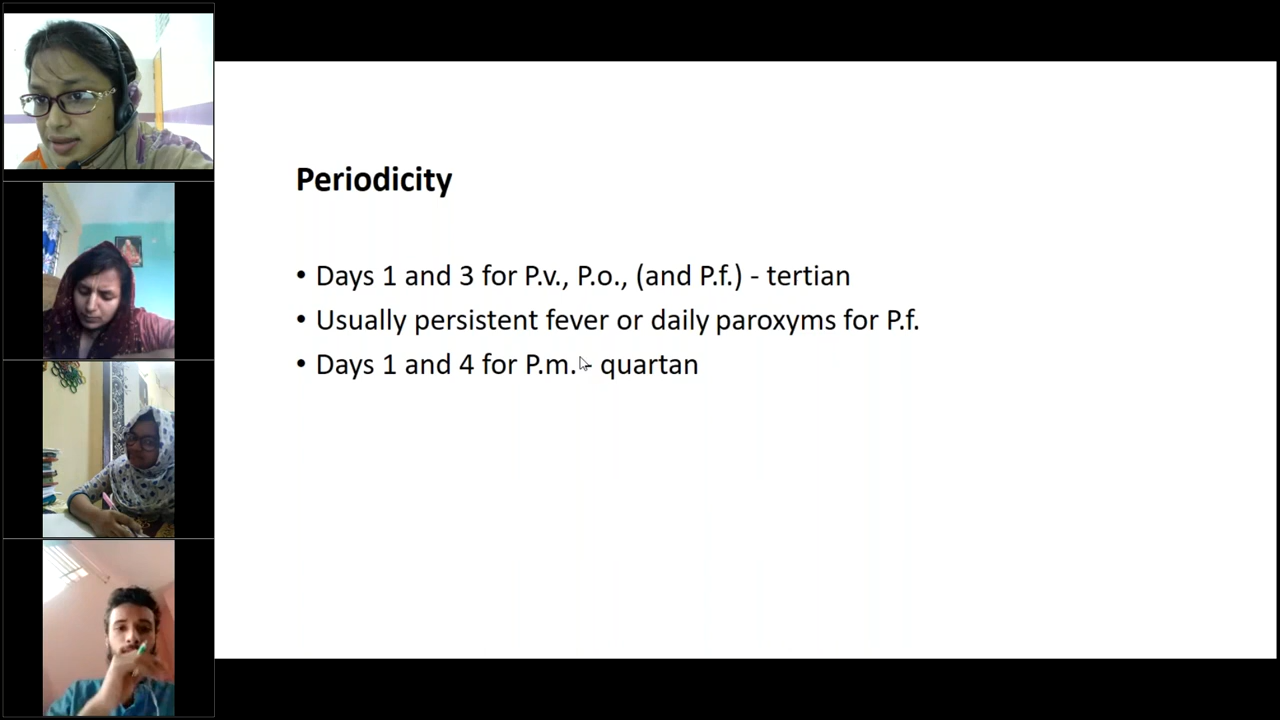 Periodicity
• Days 1 and 3 for P.v., P.o., (and P.f.) - tertian
• Usually persistent fever or daily paroxyms for P.f.
• Days 1 and 4 for P.m. - quartan